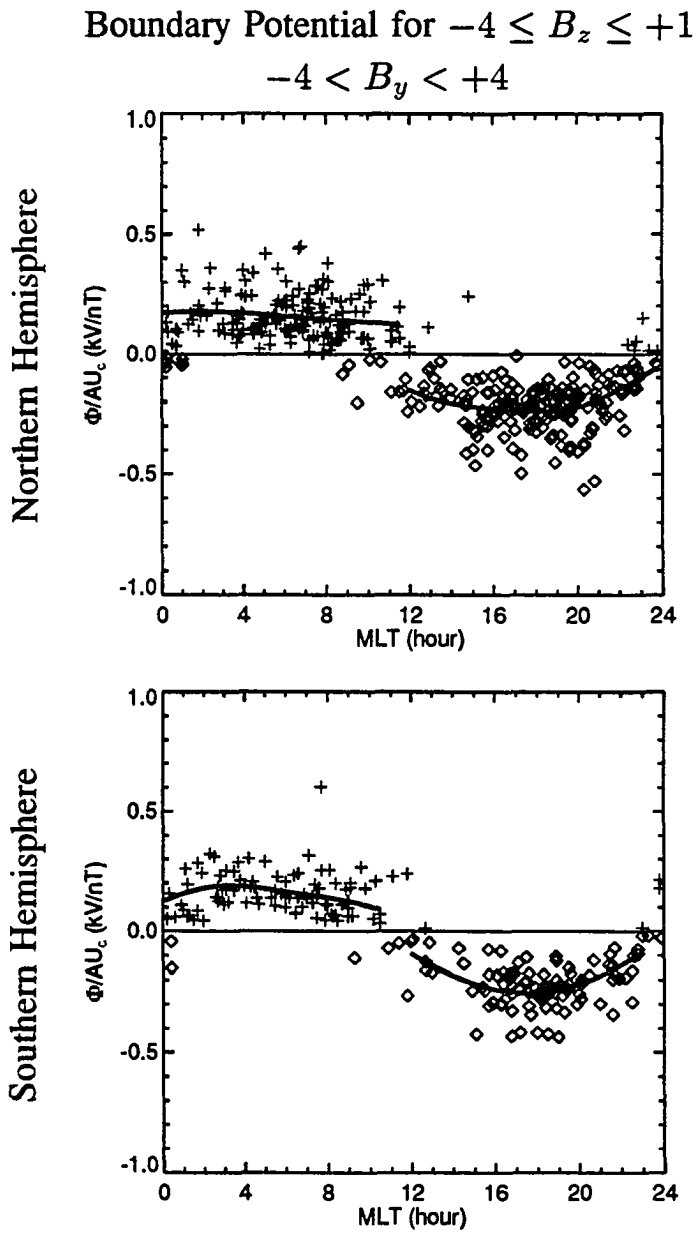 Boundary Potential for −4 ≤ B_z ≤ +1
−4 < B_y < +4
Northern Hemisphere
Φ/AU_c (kV/nT)
1.0
0.5
0.0
-0.5
-1.0
0 4 8 12 16 20 24
MLT (hour)
Southern Hemisphere
Φ/AU_c (kV/nT)
1.0
0.5
0.0
-0.5
-1.0
0 4 8 12 16 20 24
MLT (hour)